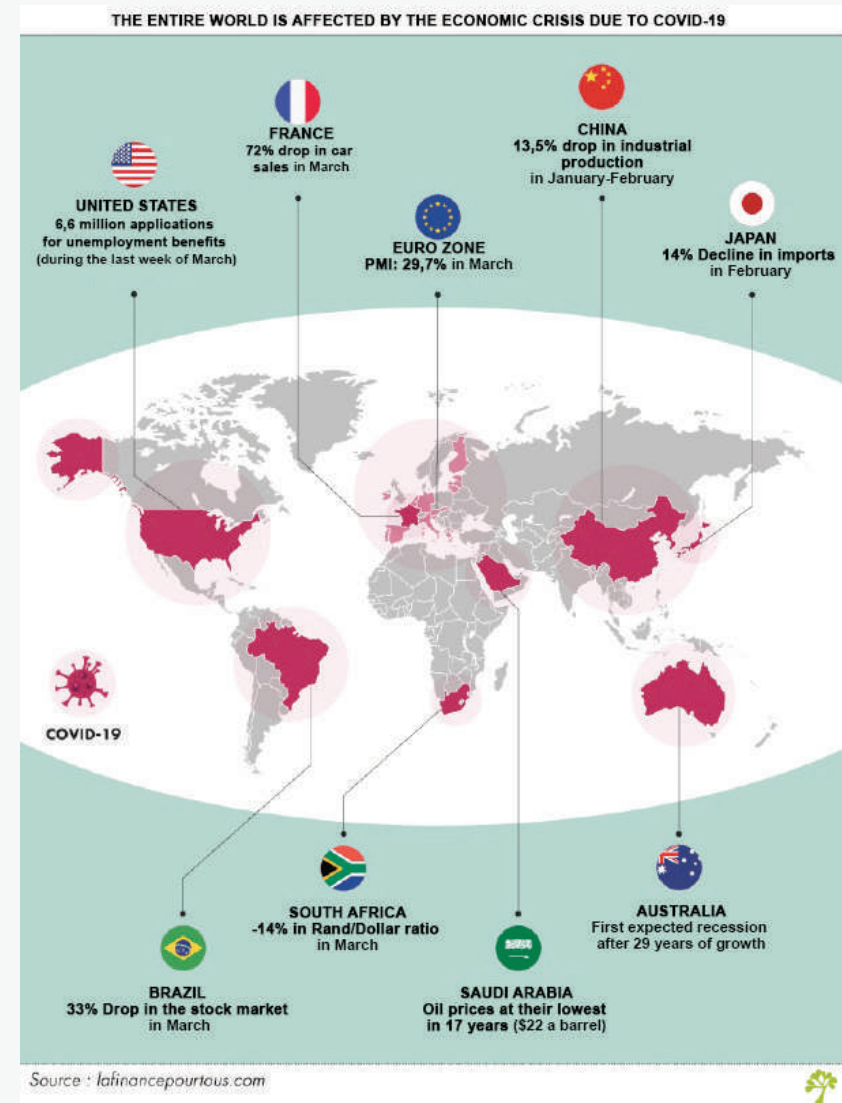 THE ENTIRE WORLD IS AFFECTED BY THE ECONOMIC CRISIS DUE TO COVID-19
FRANCE
72% drop in car
sales in March
CHINA
13,5% drop in industrial
production
in January-February
UNITED STATES
6,6 million applications
for unemployment benefits
(during the last week of March)
EURO ZONE
PMI: 29,7% in March
JAPAN
14% Decline in imports
in February
COVID-19
SOUTH AFRICA
-14% in Rand/Dollar ratio
in March
AUSTRALIA
First expected recession
after 29 years of growth
BRAZIL
33% Drop in the stock market
in March
SAUDI ARABIA
Oil prices at their lowest
in 17 years ($22 a barrel)
Source : lafinancepourtous.com